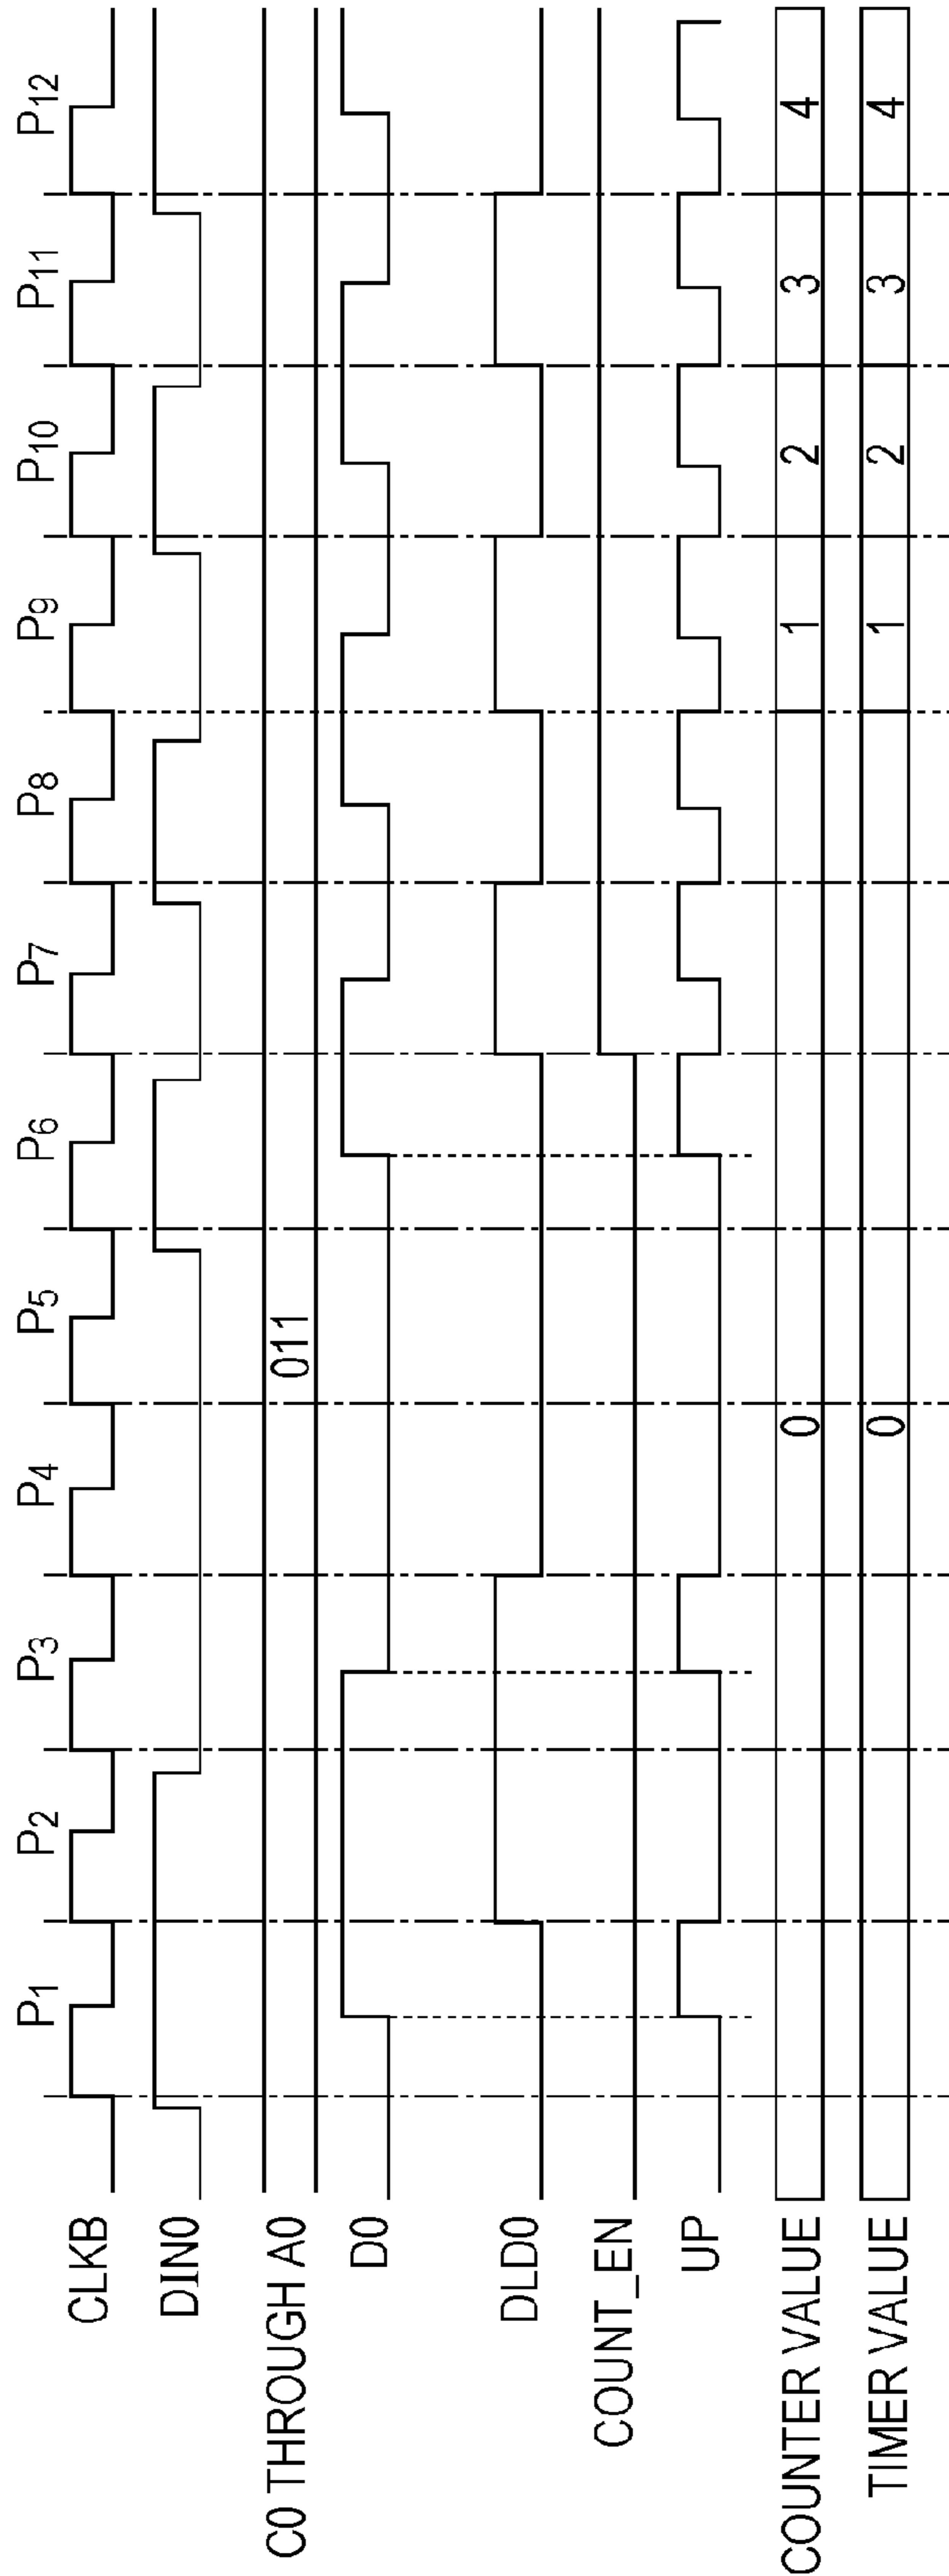 P1 P2 P3 P4 P5 P6 P7 P8 P9 P10 P11 P12
CLKB
DIN0
C0 THROUGH A0 011
D0
DLD0
COUNT_EN
UP
COUNTER VALUE 0 1 2 3 4
TIMER VALUE 0 1 2 3 4